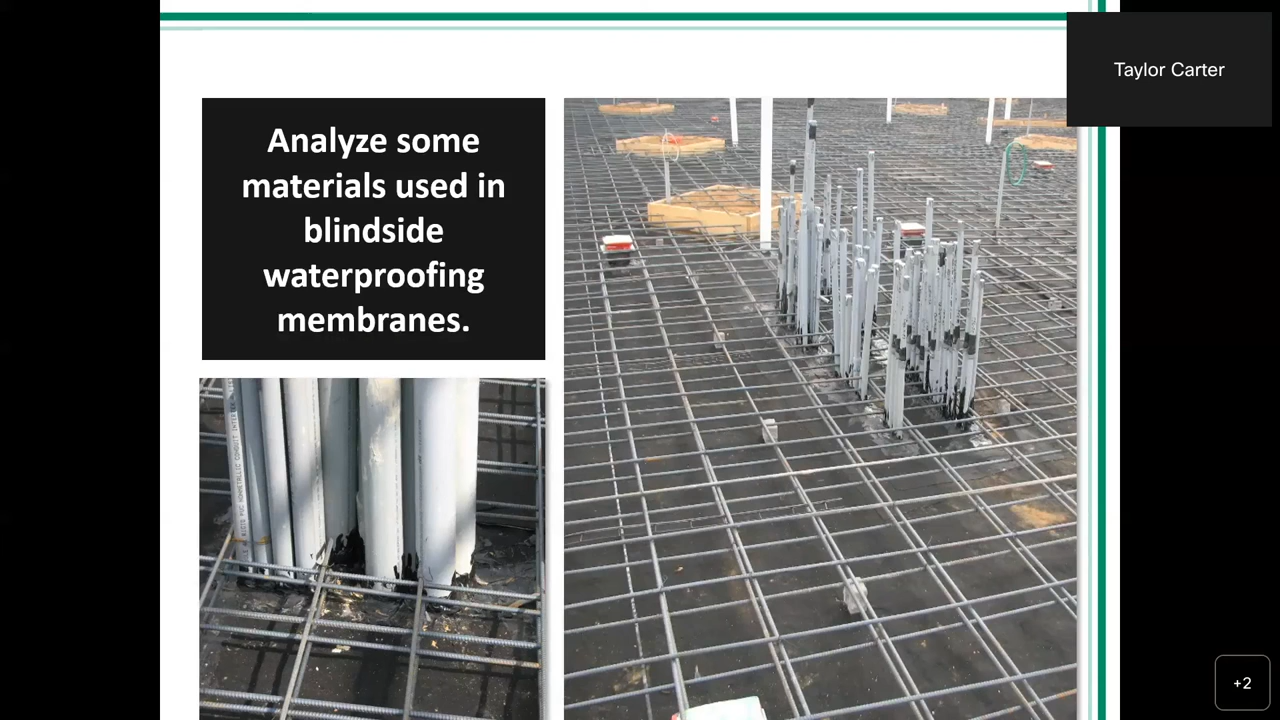 Taylor Carter
Analyze some
materials used in
blindside
waterproofing
membranes.
+2